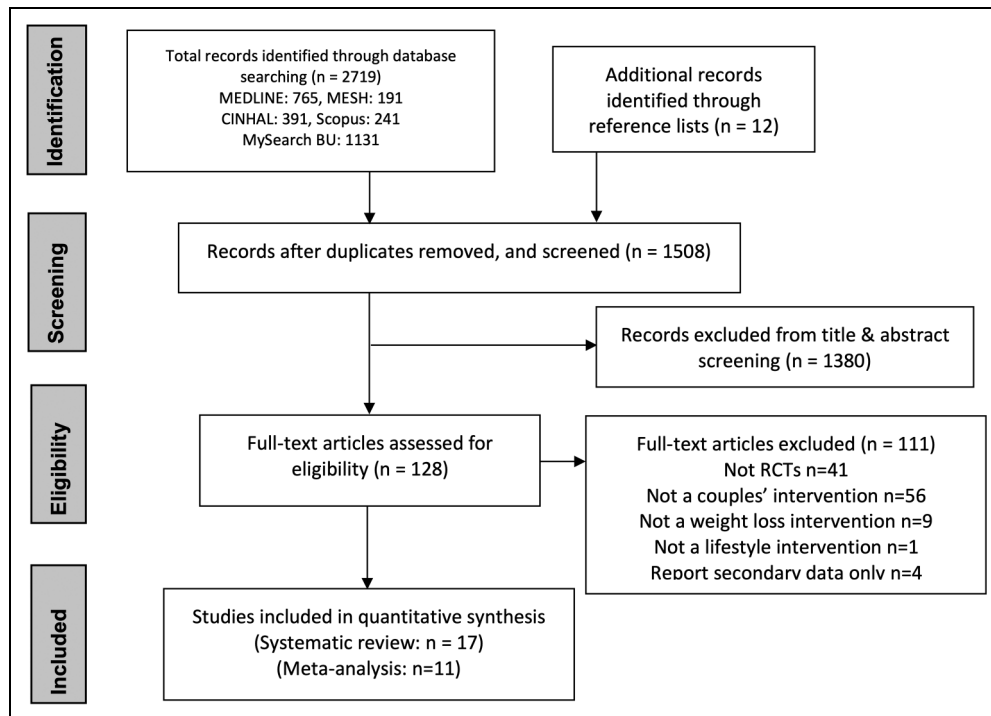 Identification
Total records identified through database
searching (n = 2719)
MEDLINE: 765, MESH: 191
CINHAL: 391, Scopus: 241
MySearch BU: 1131
Additional records
identified through
reference lists (n = 12)
Screening
Records after duplicates removed, and screened (n = 1508)
Records excluded from title & abstract
screening (n = 1380)
Eligibility
Full-text articles assessed for
eligibility (n = 128)
Full-text articles excluded (n = 111)
Not RCTs n=41
Not a couples’ intervention n=56
Not a weight loss intervention n=9
Not a lifestyle intervention n=1
Report secondary data only n=4
Included
Studies included in quantitative synthesis
(Systematic review: n = 17)
(Meta-analysis: n=11)